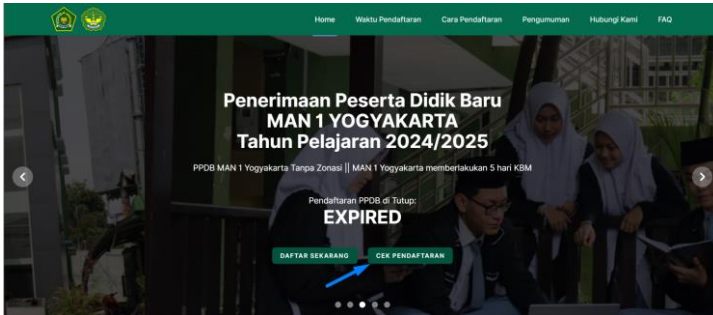 Home Waktu Pendaftaran Cara Pendaftaran Pengumuman Hubungi Kami FAQ
Penerimaan Peserta Didik Baru
MAN 1 YOGYAKARTA
Tahun Pelajaran 2024/2025
PPDB MAN 1 Yogyakarta Tanpa Zonasi || MAN 1 Yogyakarta memberlakukan 5 hari KBM
Pendaftaran PPDB di Tutup:
EXPIRED
DAFTAR SEKARANG CEK PENDAFTARAN